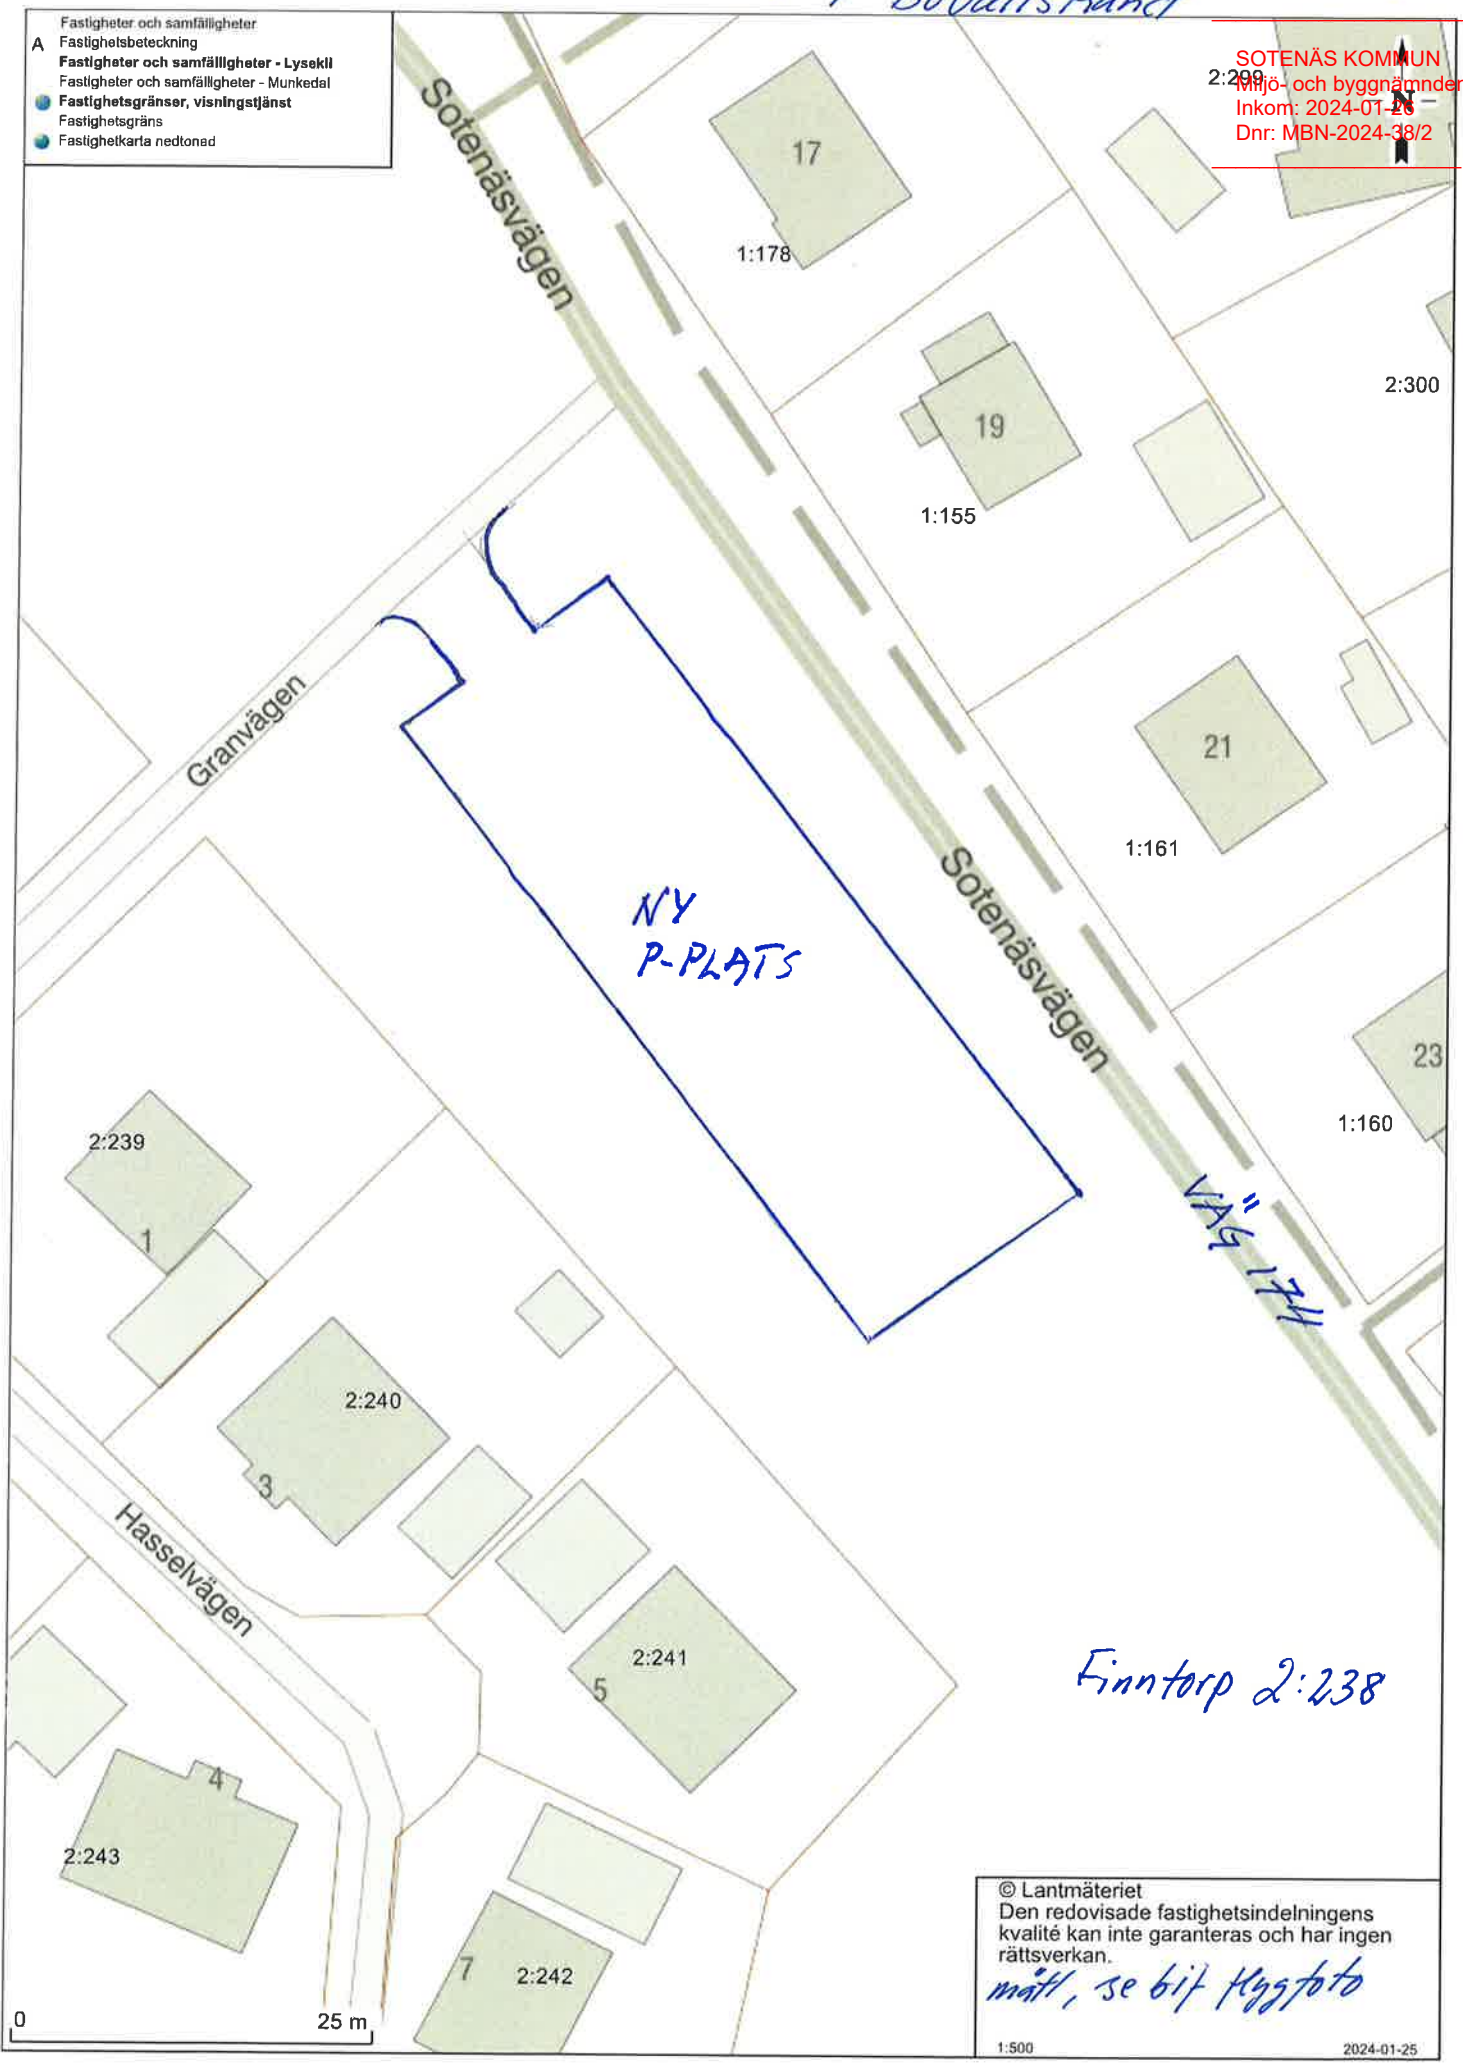 Bovallstrand
Fastigheter och samfälligheter
A Fastighetsbeteckning
Fastigheter och samfälligheter - Lysekil
Fastigheter och samfälligheter - Munkedal
Fastighetsgränser, visningstjänst
Fastighetsgräns
Fastighetkarta nedtonad
SOTENÄS KOMMUN
Miljö- och byggnämnden
Inkom: 2024-01-26
Dnr: MBN-2024-38/2
N
2:299
17
1:178
Sotenäsvägen
2:300
19
1:155
Granvägen
21
1:161
NY
P-PLATS
Sotenäsvägen
23
1:160
2:239
1
VÄG 174
2:240
3
Hasselvägen
2:241
5
Finntorp 2:238
4
2:243
7
2:242
© Lantmäteriet
Den redovisade fastighetsindelningens
kvalité kan inte garanteras och har ingen
rättsverkan.
mått, se bif flygfoto
0 25 m
1:500 2024-01-25